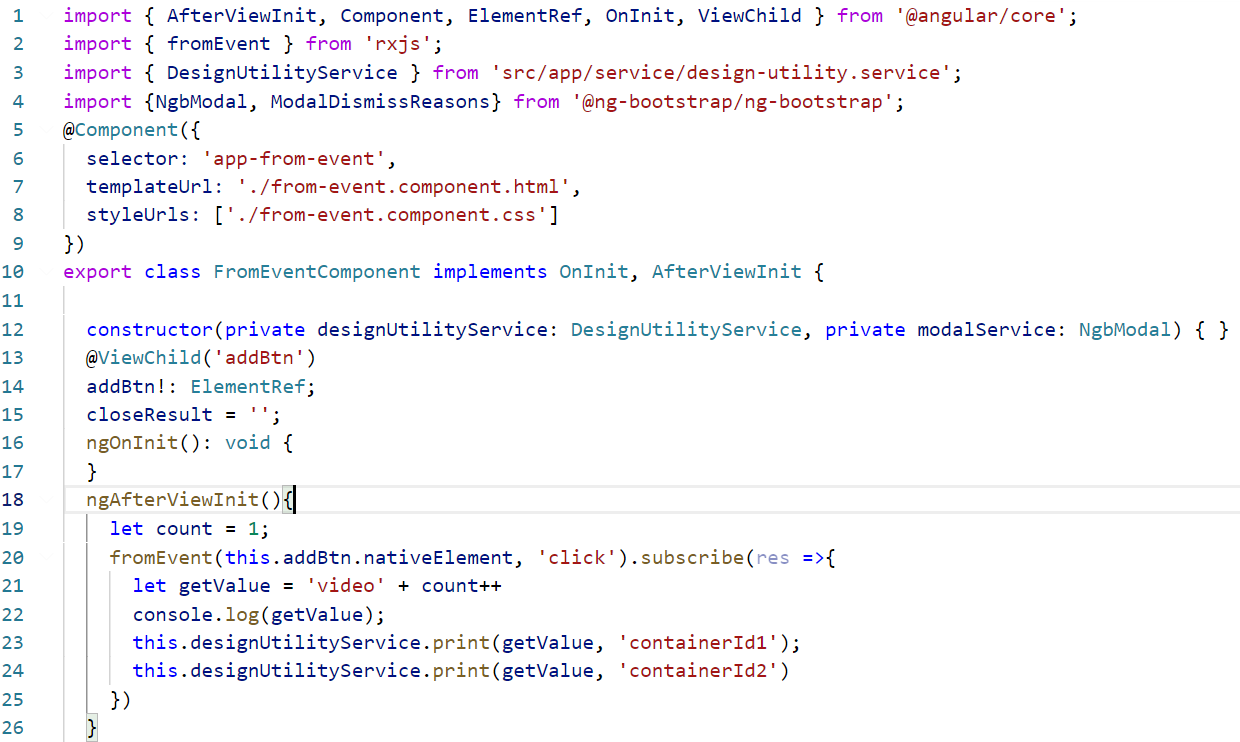 1 import { AfterViewInit, Component, ElementRef, OnInit, ViewChild } from '@angular/core';
2 import { fromEvent } from 'rxjs';
3 import { DesignUtilityService } from 'src/app/service/design-utility.service';
4 import {NgbModal, ModalDismissReasons} from '@ng-bootstrap/ng-bootstrap';
5 @Component({
6   selector: 'app-from-event',
7   templateUrl: './from-event.component.html',
8   styleUrls: ['./from-event.component.css']
9 })
10 export class FromEventComponent implements OnInit, AfterViewInit {
11
12   constructor(private designUtilityService: DesignUtilityService, private modalService: NgbModal) { }
13   @ViewChild('addBtn')
14   addBtn!: ElementRef;
15   closeResult = '';
16   ngOnInit(): void {
17   }
18   ngAfterViewInit(){
19     let count = 1;
20     fromEvent(this.addBtn.nativeElement, 'click').subscribe(res =>{
21       let getValue = 'video' + count++
22       console.log(getValue);
23       this.designUtilityService.print(getValue, 'containerId1');
24       this.designUtilityService.print(getValue, 'containerId2')
25     })
26   }